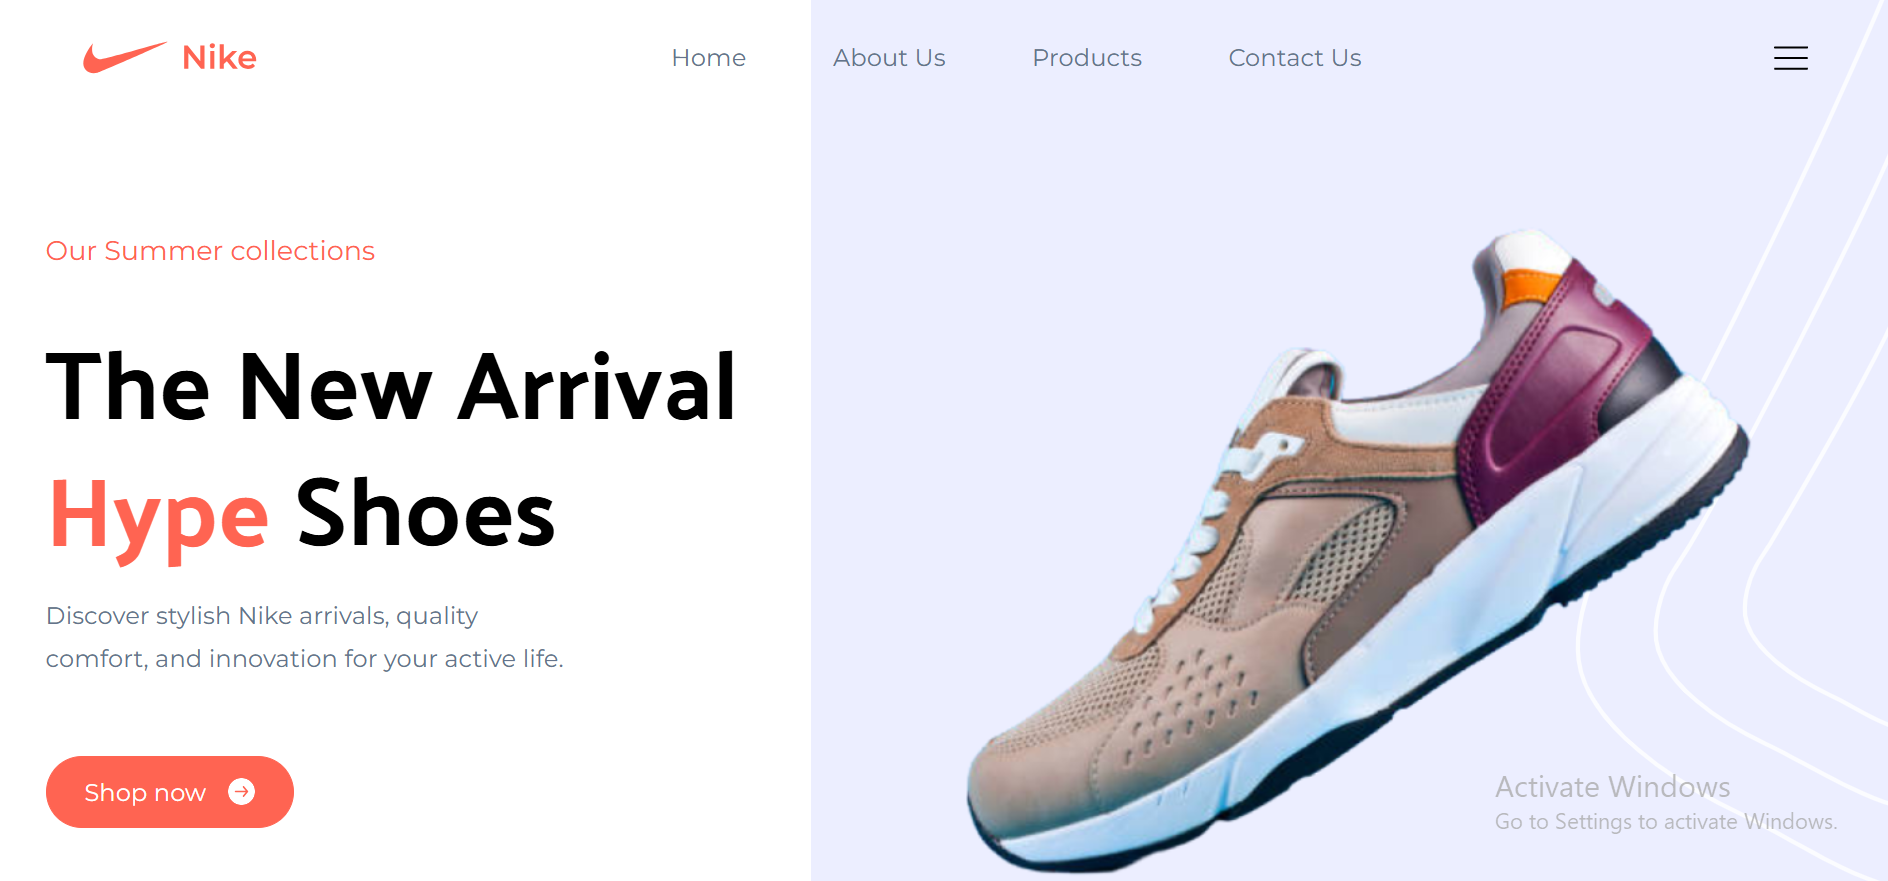 Nike
Home About Us Products Contact Us
Our Summer collections
The New Arrival
Hype Shoes
Discover stylish Nike arrivals, quality
comfort, and innovation for your active life.
Shop now
Activate Windows
Go to Settings to activate Windows.